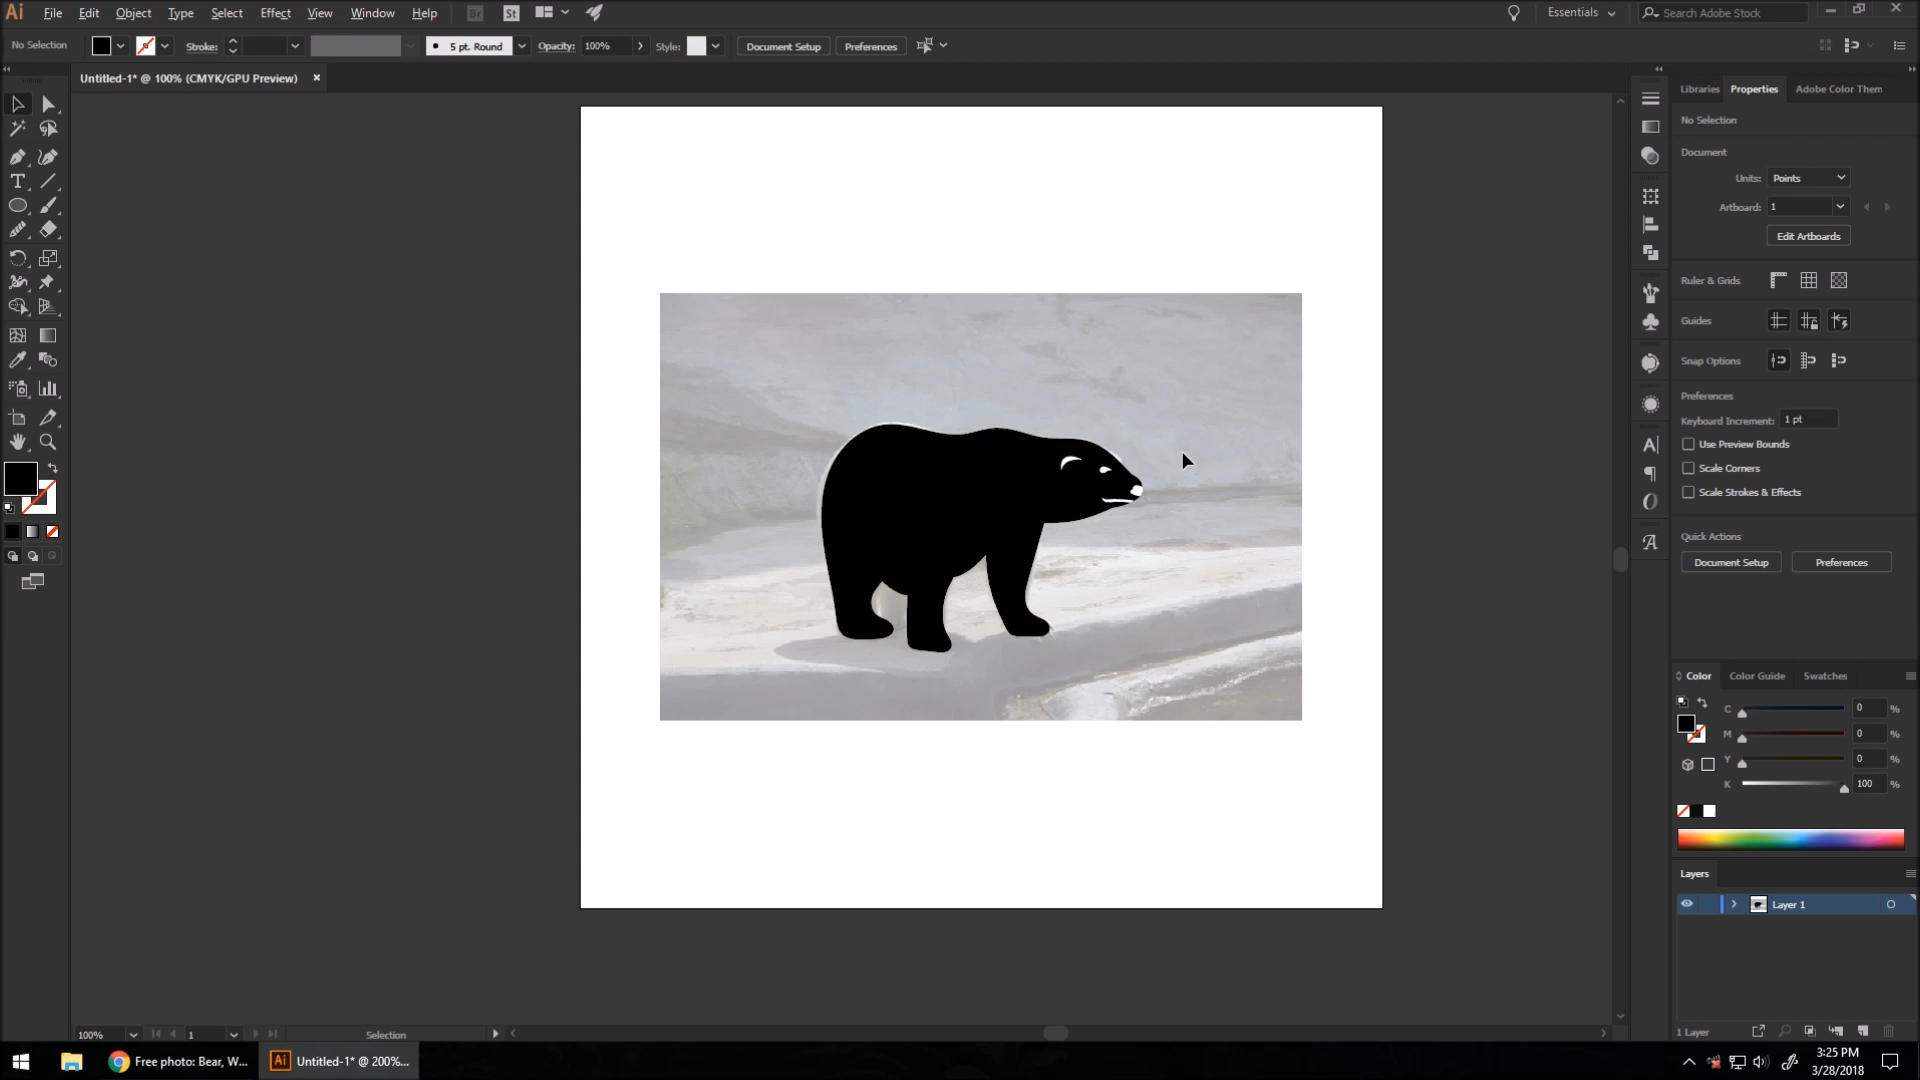 Ai File Edit Object Type Select Effect View Window Help Br St Essentials Search Adobe Stock
No Selection Stroke: 5 pt. Round Opacity: 100% Style: Document Setup Preferences
Untitled-1* @ 100% (CMYK/GPU Preview) ×
Libraries Properties Adobe Color Them
No Selection
Document
Units: Points
Artboard: 1
Edit Artboards
Ruler & Grids
Guides
Snap Options
Preferences
Keyboard Increment: 1 pt
Use Preview Bounds
Scale Corners
Scale Strokes & Effects
Quick Actions
Document Setup Preferences
Color Color Guide Swatches
C 0 %
M 0 %
Y 0 %
K 100 %
Layers
Layer 1
1 Layer
100% 1 Selection
Free photo: Bear, W... Ai Untitled-1* @ 200%...
3:25 PM
3/28/2018